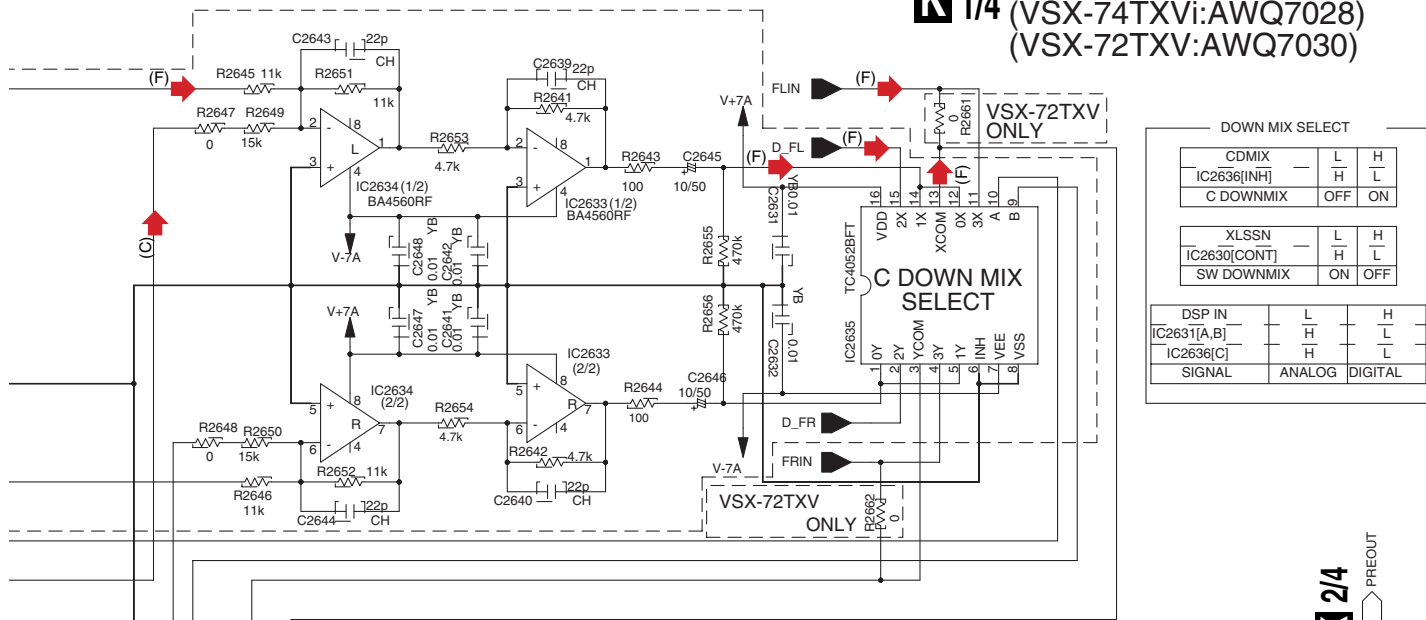 K 1/4 (VSX-74TXVi:AWQ7028)
(VSX-72TXV:AWQ7030)
C2643 22p
CH
(F)
R2645 11k R2651
11k
R2647 R2649
0 15k
2 - 8
L 1
3 + 4
IC2634 (1/2)
BA4560RF
R2653
4.7k
C2639 22p
CH
R2641
4.7k
2 - 8
1
3 + 4
IC2633 (1/2)
BA4560RF
R2643
100
C2645
+ 10/50
V+7A
(F)
(C)
V-7A
C2648
0.01 YB
C2642
0.01 YB
C2647
0.01 YB
C2641
0.01 YB
R2655
470k
R2656
470k
C2631
YB0.01
C2632
YB
0.01
FLIN (F)
D_FL (F)
R2661
0
VSX-72TXV
ONLY
(F)
16 15 14 13 12 11 10 9
VDD 2X 1X XCOM 0X 3X A B
TC4052BFT
C DOWN MIX
SELECT
IC2635
0Y 2Y YCOM 3Y 1Y INH VEE VSS
1 2 3 4 5 6 7 8
V+7A
IC2634
(2/2)
5 + 8
R 7
6 - 4
R2654
4.7k
IC2633
(2/2)
5 + 8
R 7
6 - 4
R2644
100
C2646
10/50
+
R2648 R2650
0 15k
R2646
11k
R2652 11k
C2644 22p
CH
R2642 4.7k
C2640 22p
CH
V-7A
D_FR
FRIN
VSX-72TXV
ONLY
R2662
0
DOWN MIX SELECT
CDMIX L H
IC2636[INH] H L
C DOWNMIX OFF ON
XLSSN L H
IC2630[CONT] H L
SW DOWNMIX ON OFF
DSP IN L H
IC2631[A,B] H L
IC2636[C] H L
SIGNAL ANALOG DIGITAL
2/4
PREOUT